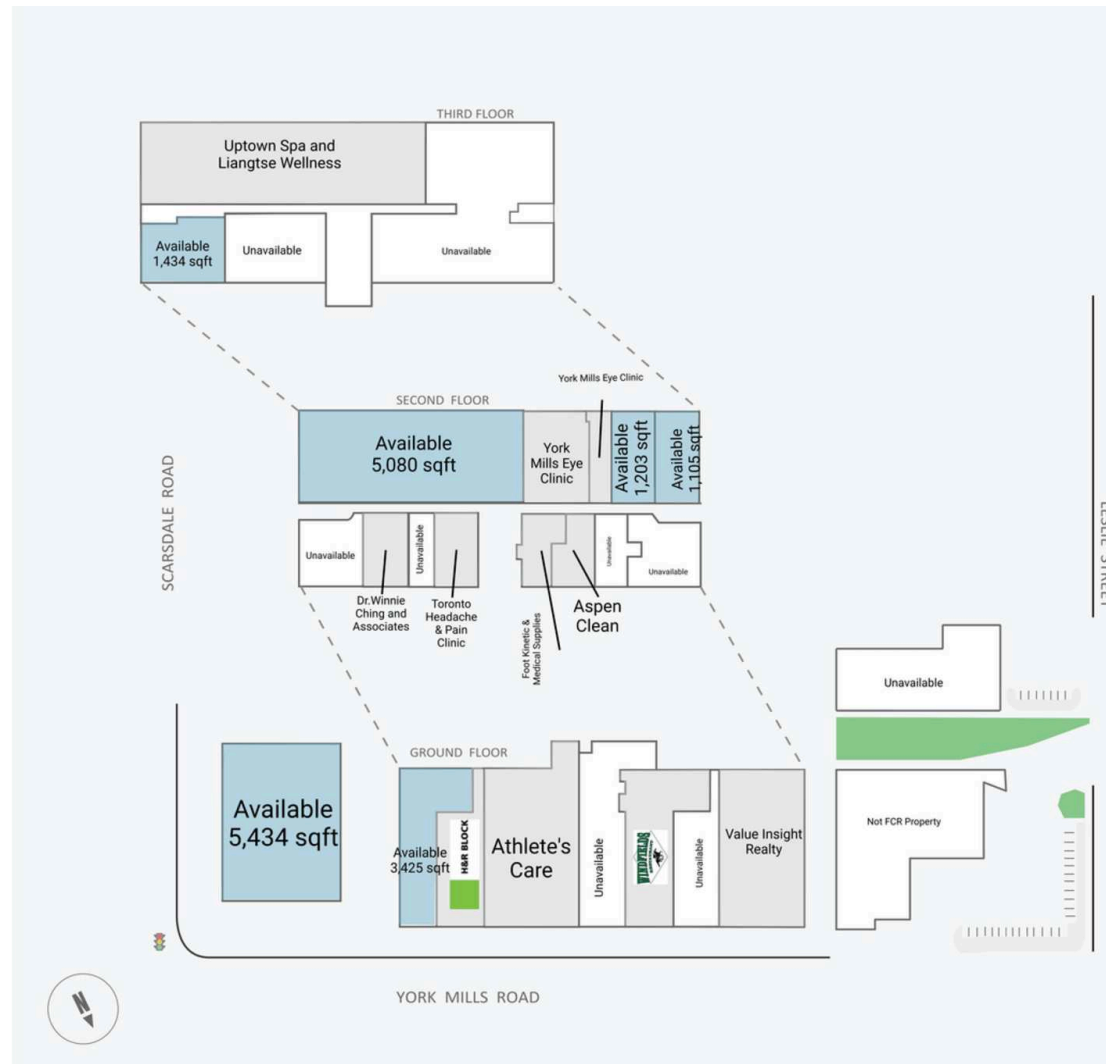 THIRD FLOOR
Uptown Spa and
Liangtse Wellness
Available
1,434 sqft
Unavailable
Unavailable
York Mills Eye Clinic
SECOND FLOOR
Available
5,080 sqft
York
Mills Eye
Clinic
Available
1,203 sqft
Available
1,105 sqft
SCARSDALE ROAD
LESLIE STREET
Unavailable
Unavailable
Unavailable
Unavailable
Dr.Winnie
Ching and
Associates
Toronto
Headache
& Pain
Clinic
Foot Kinetic &
Medical Supplies
Aspen
Clean
Unavailable
GROUND FLOOR
Available
5,434 sqft
Available
3,425 sqft
H&R BLOCK
Athlete's
Care
Unavailable
WINDFIELDS
Unavailable
Value Insight
Realty
Not FCR Property
YORK MILLS ROAD
N